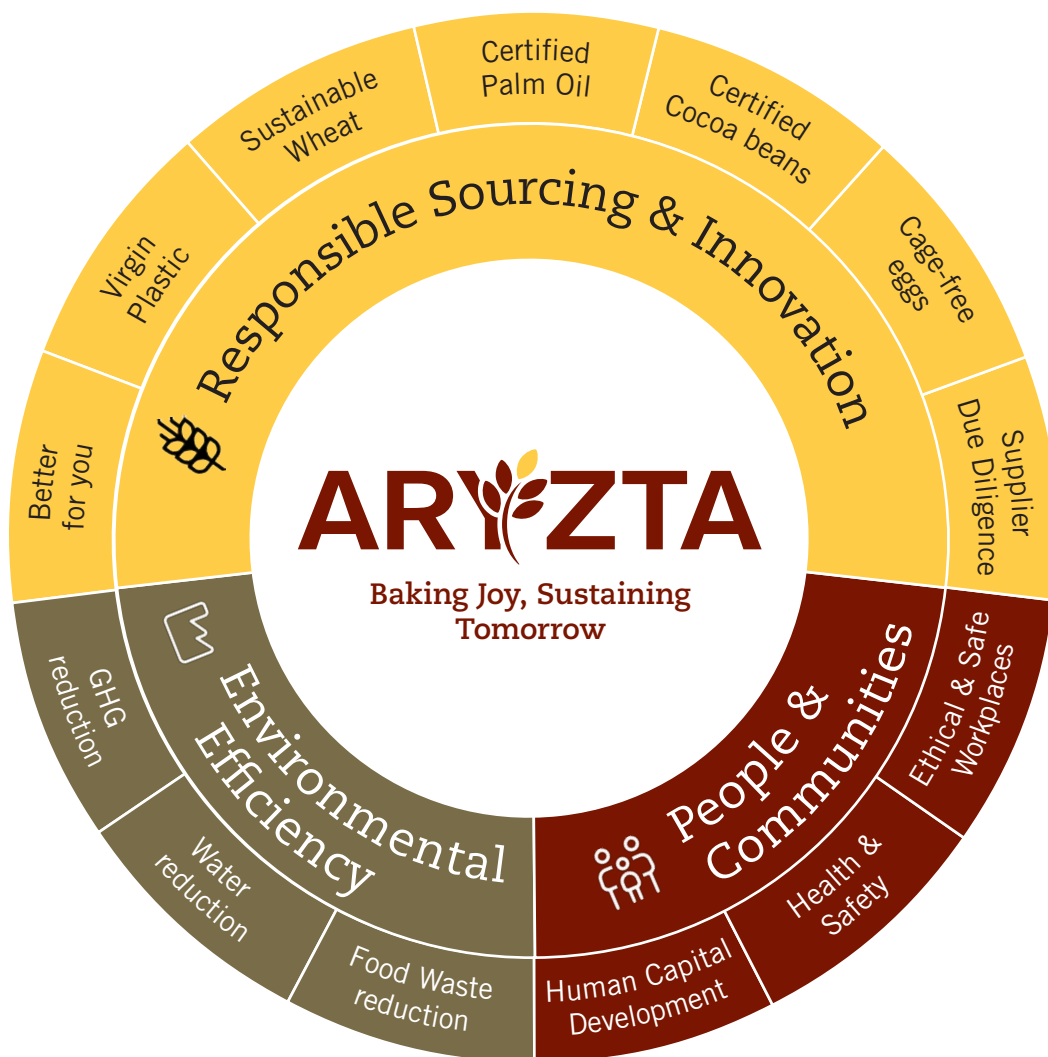 Certified
Palm Oil
Certified
Cocoa beans
Cage-free
eggs
Supplier
Due Diligence
Sustainable
Wheat
Virgin
Plastic
Better
for you
Responsible Sourcing & Innovation
ARYZTA
Baking Joy, Sustaining
Tomorrow
Environmental
Efficiency
GHG
reduction
Water
reduction
Food Waste
reduction
People &
Communities
Ethical & Safe
Workplaces
Health &
Safety
Human Capital
Development